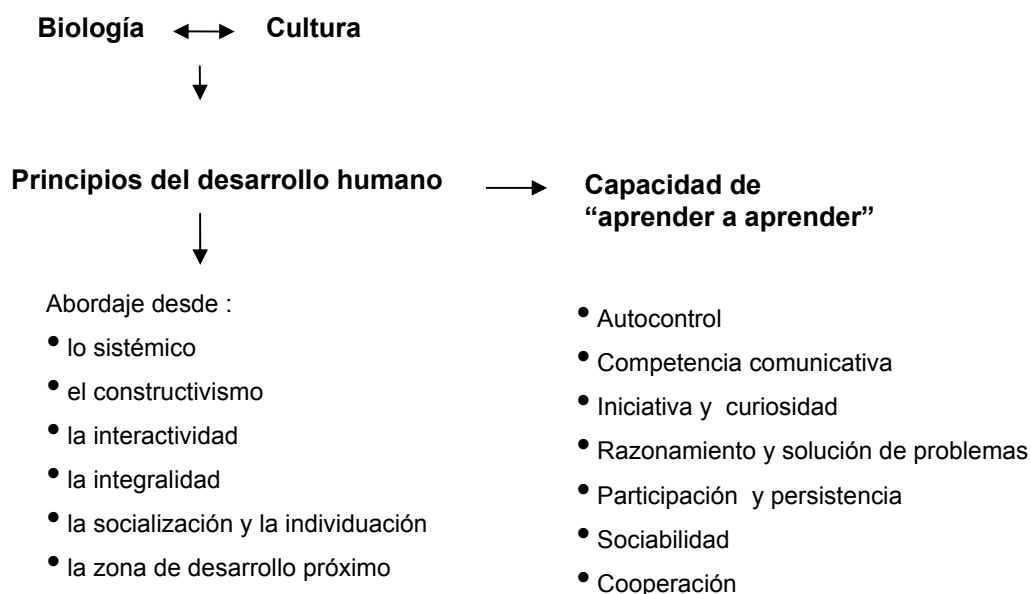 Biología Cultura
Principios del desarrollo humano
Capacidad de
“aprender a aprender”
Abordaje desde :
• lo sistémico
• el constructivismo
• la interactividad
• la integralidad
• la socialización y la individuación
• la zona de desarrollo próximo
• Autocontrol
• Competencia comunicativa
• Iniciativa y curiosidad
• Razonamiento y solución de problemas
• Participación y persistencia
• Sociabilidad
• Cooperación